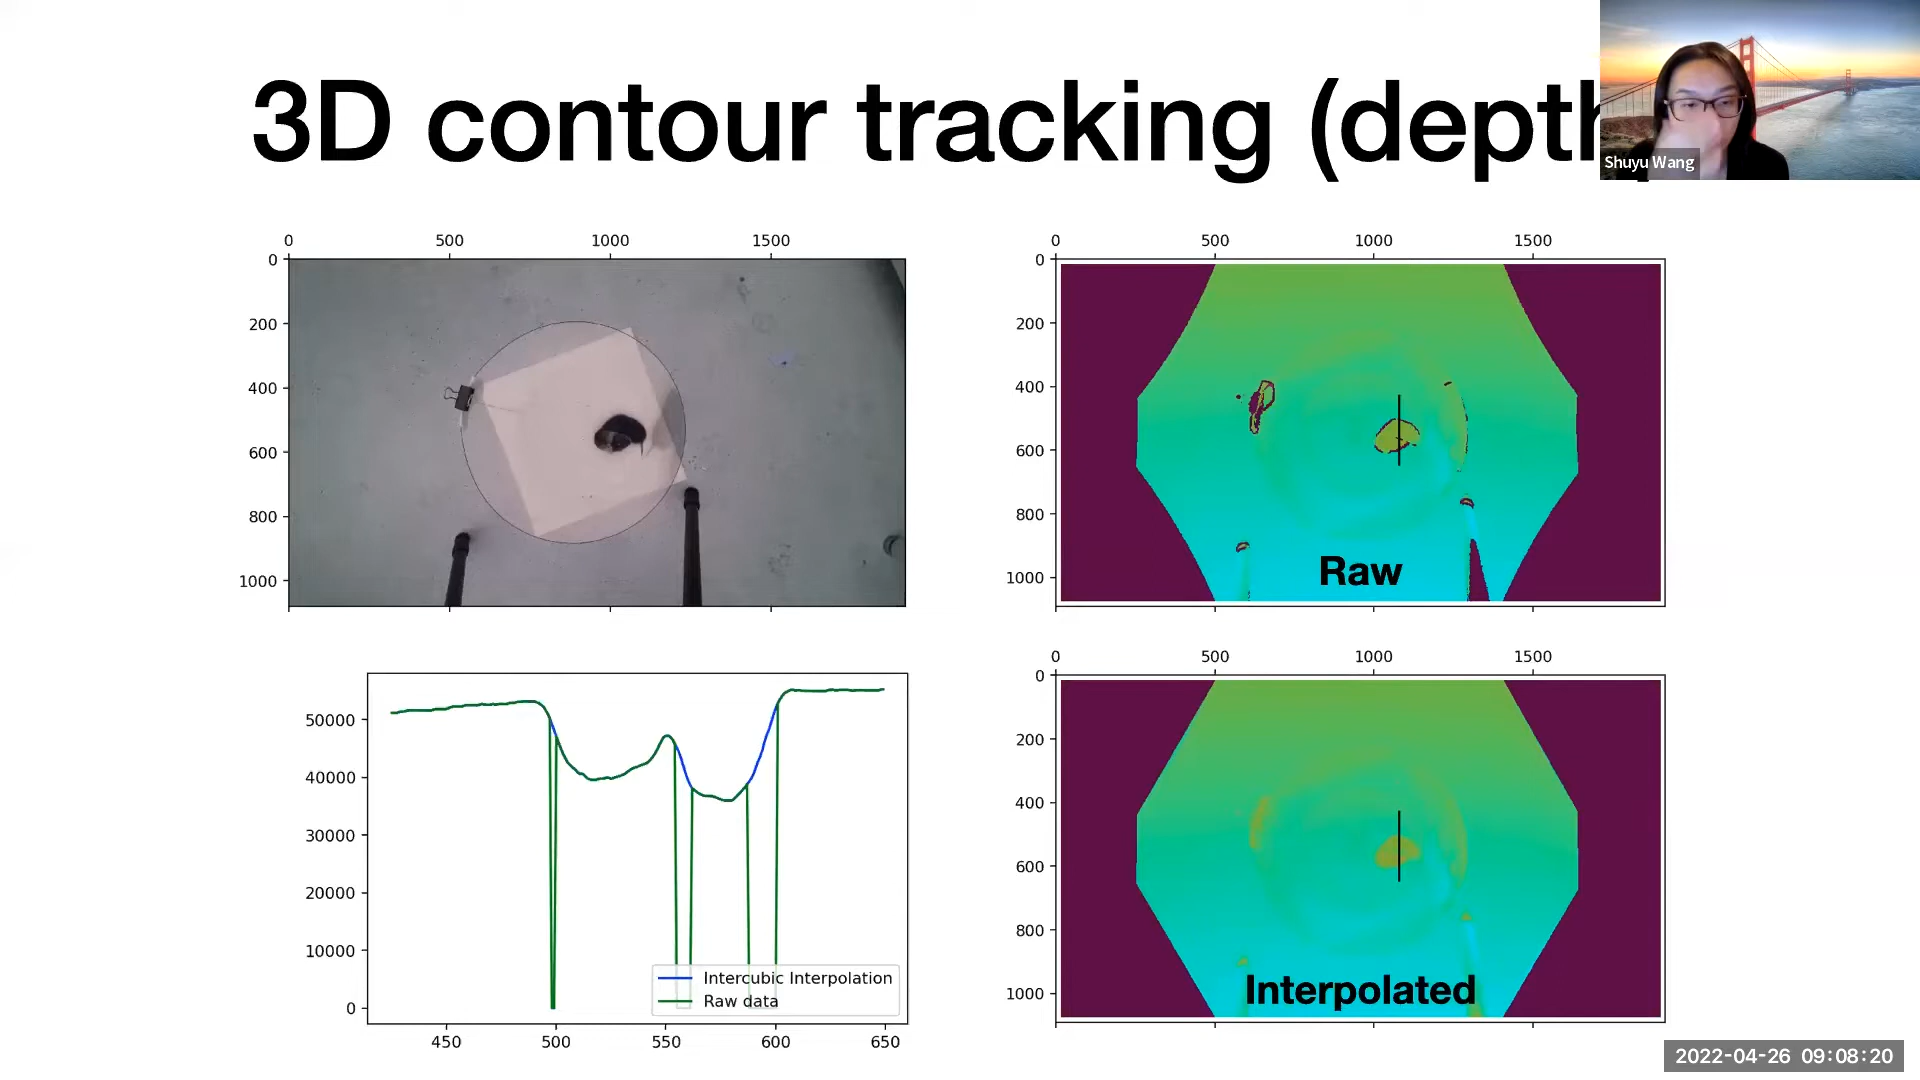 3D contour tracking (depth
Shuyu Wang
0 500 1000 1500
0
200
400
600
800
1000
0 500 1000 1500
0
200
400
600
800
1000
Raw
50000
40000
30000
20000
10000
0
450 500 550 600 650
Intercubic Interpolation
Raw data
0 500 1000 1500
0
200
400
600
800
1000
Interpolated
2022-04-26 09:08:20